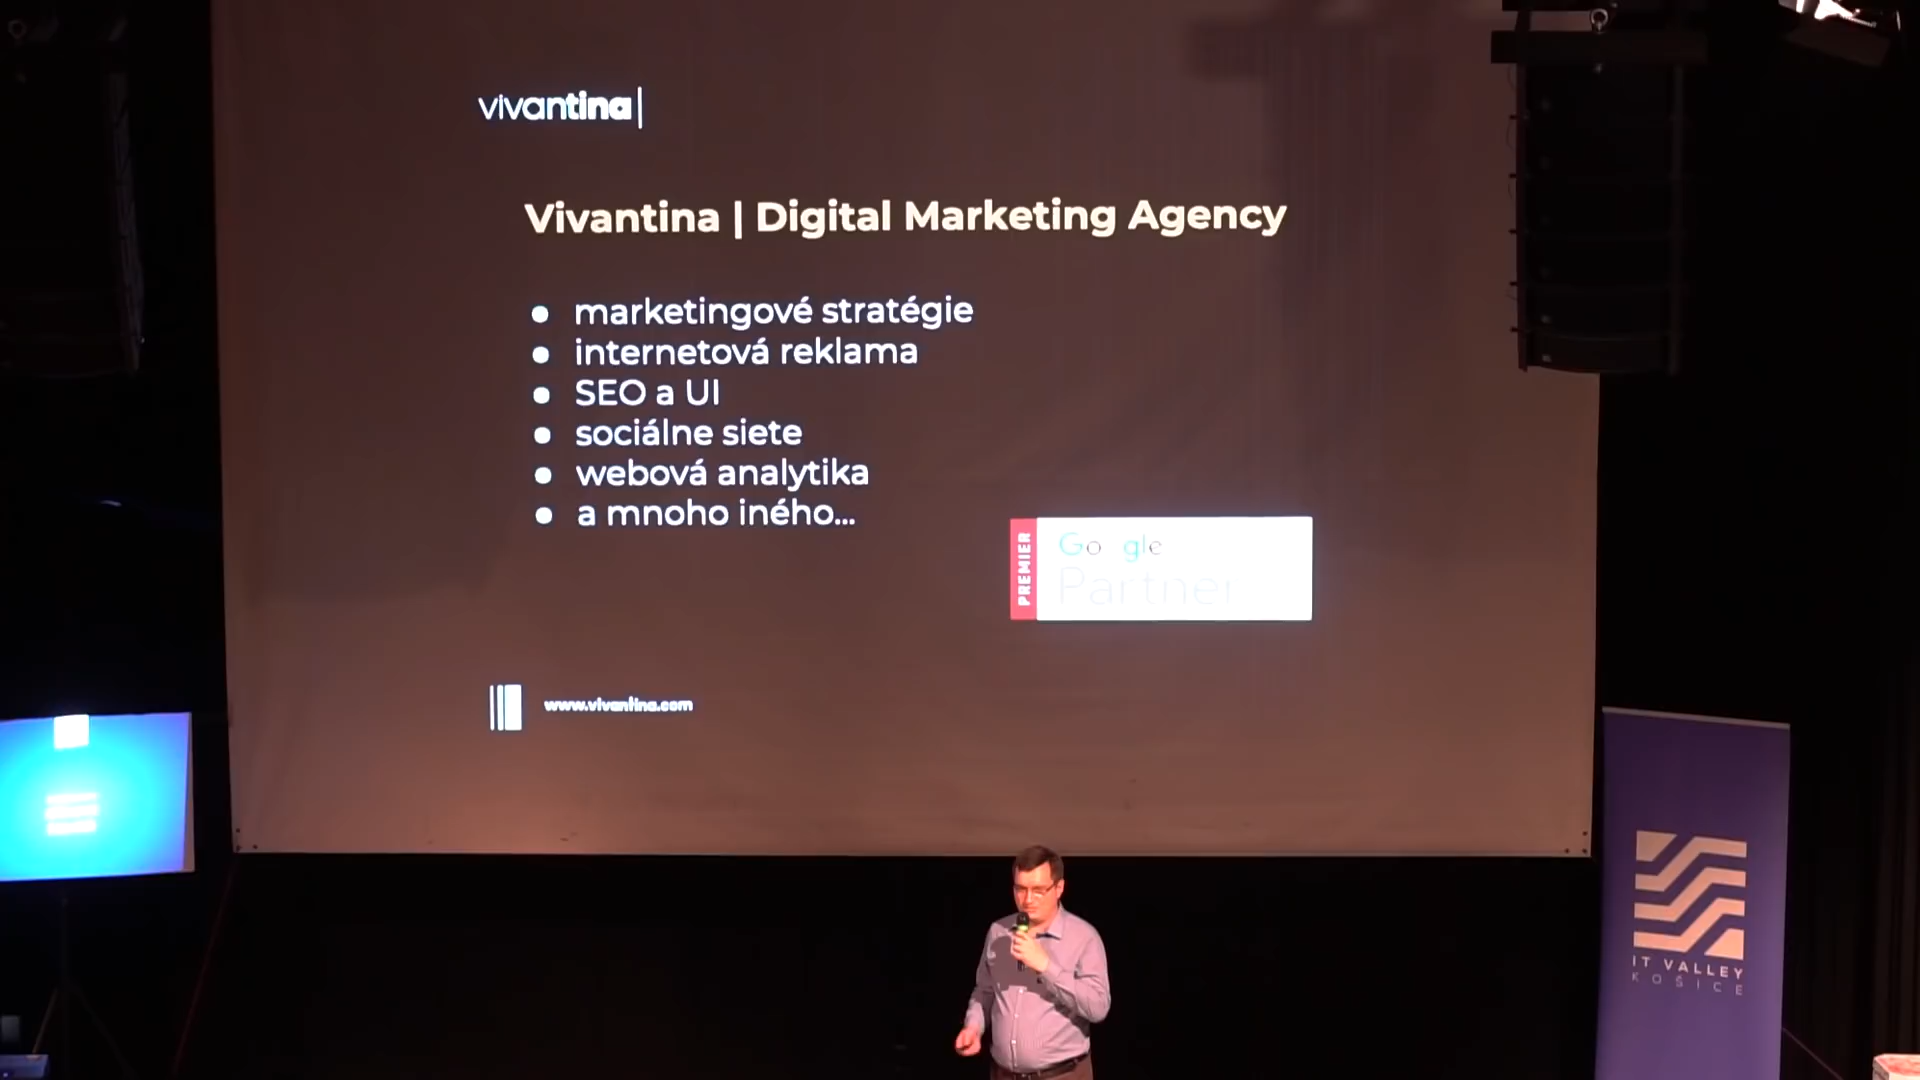 vivantina|
Vivantina | Digital Marketing Agency
• marketingové stratégie
• internetová reklama
• SEO a UI
• sociálne siete
• webová analytika
• a mnoho iného...
PREMIER
Google
Partner
www.vivantina.com
IT VALLEY
KOŠICE